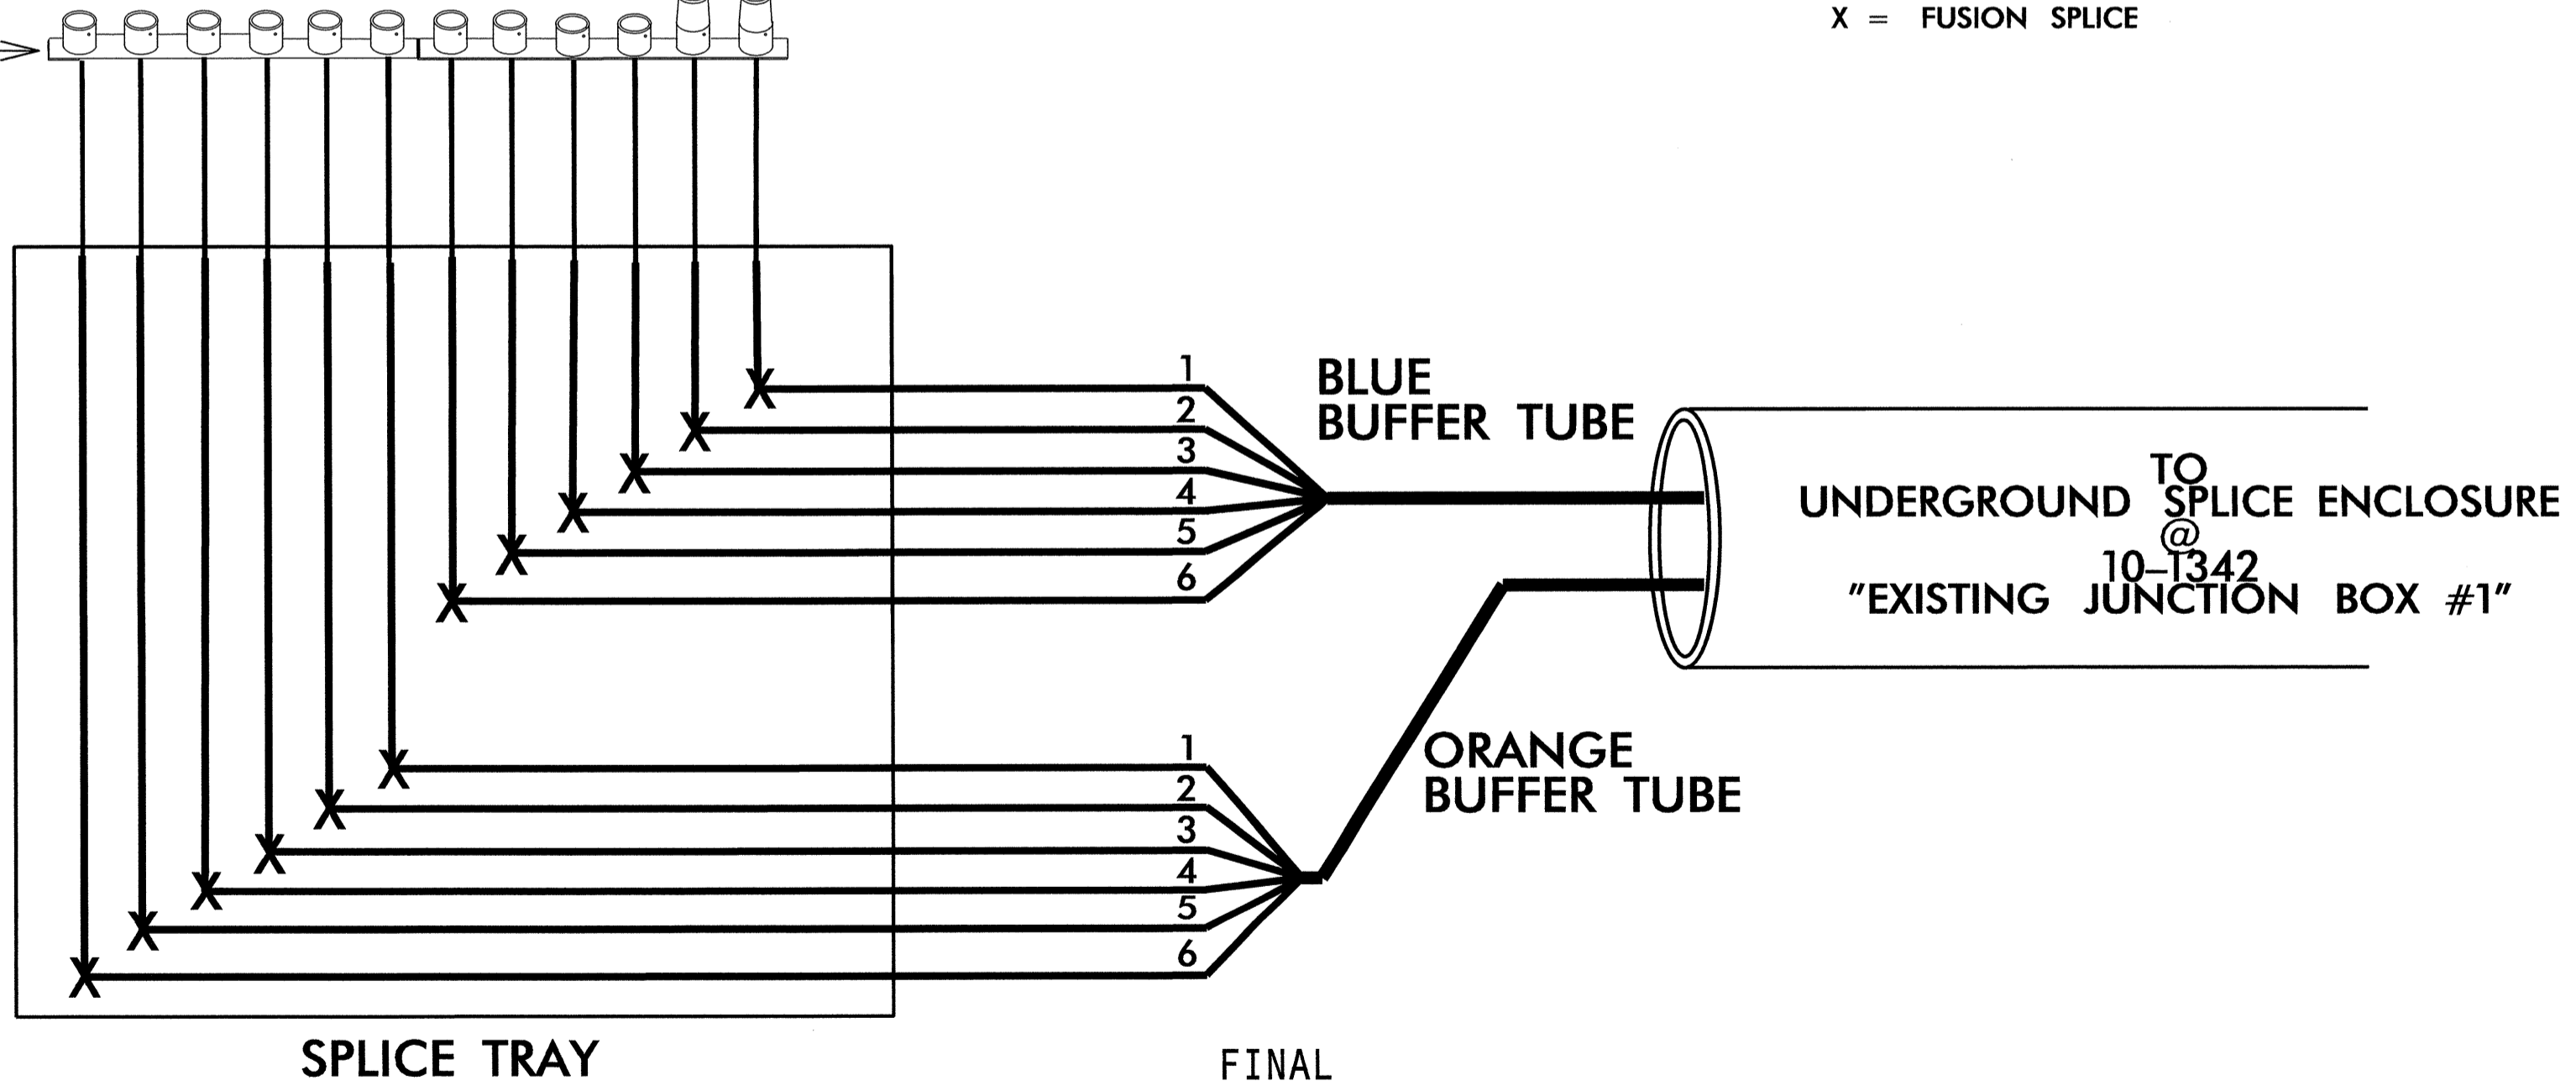 X = FUSION SPLICE
1
2
3
4
5
6
BLUE
BUFFER TUBE
TO
UNDERGROUND SPLICE ENCLOSURE
@
10–1342
"EXISTING JUNCTION BOX #1"
1
2
3
4
5
6
ORANGE
BUFFER TUBE
X
X
X
X
X
X
X
X
X
X
X
X
SPLICE TRAY
FINAL